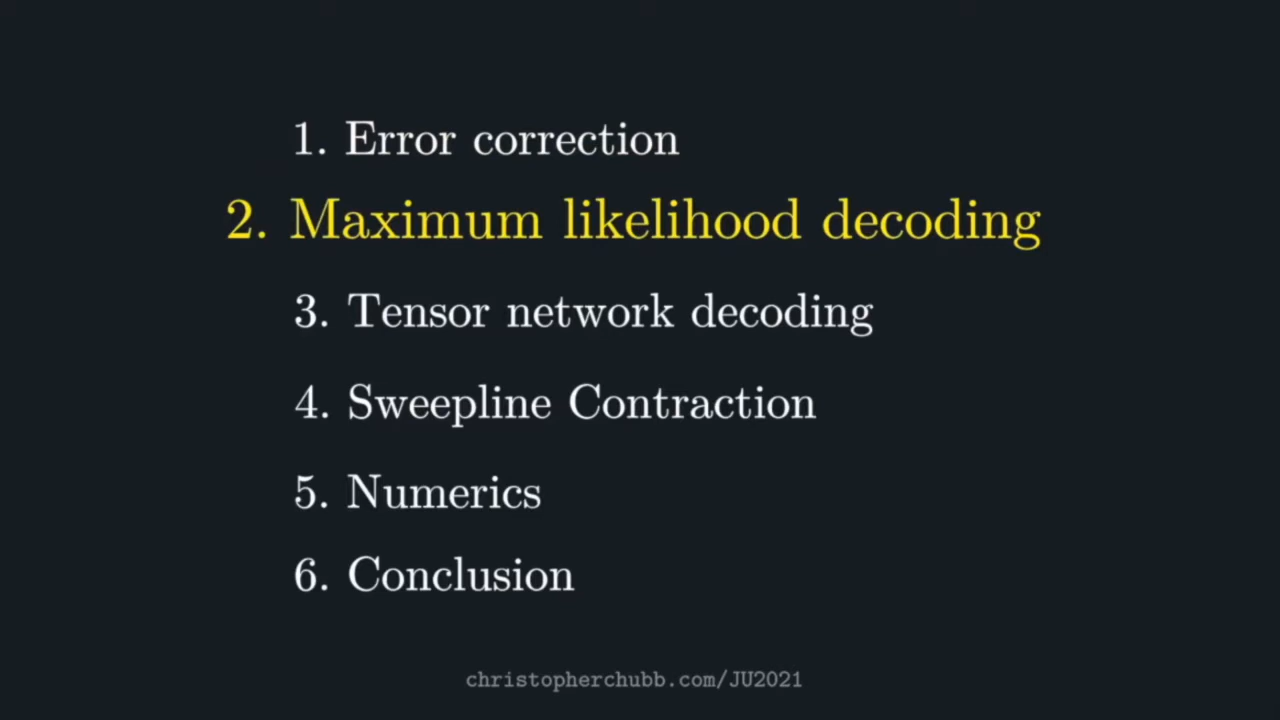 1. Error correction
2. Maximum likelihood decoding
3. Tensor network decoding
4. Sweepline Contraction
5. Numerics
6. Conclusion
christopherchubb.com/JU2021